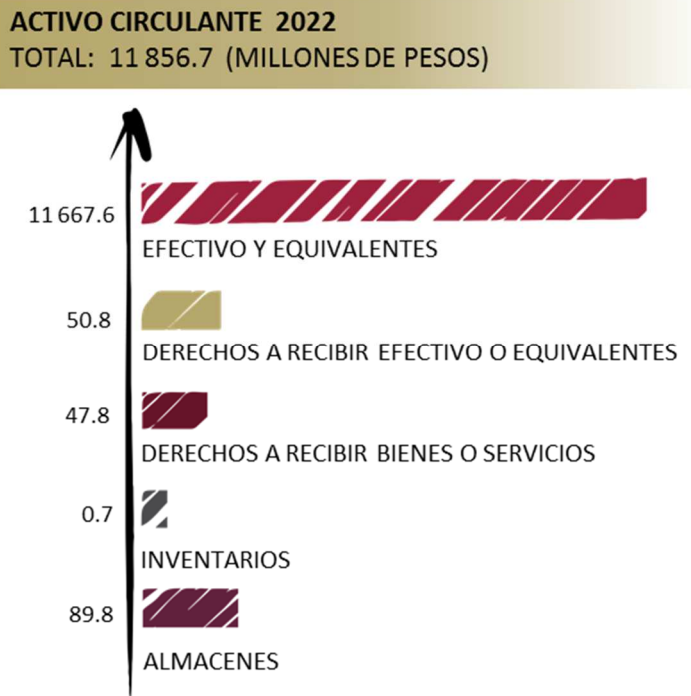 ACTIVO CIRCULANTE 2022
TOTAL: 11 856.7 (MILLONES DE PESOS)
11 667.6
EFECTIVO Y EQUIVALENTES
50.8
DERECHOS A RECIBIR EFECTIVO O EQUIVALENTES
47.8
DERECHOS A RECIBIR BIENES O SERVICIOS
0.7
INVENTARIOS
89.8
ALMACENES